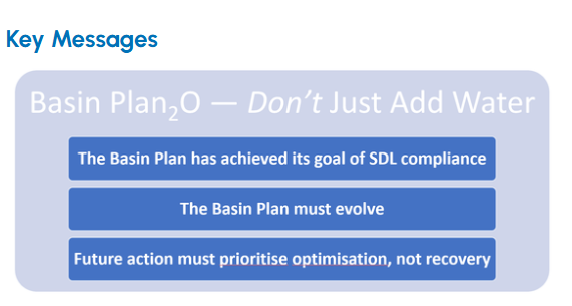 Key Messages
Basin Plan₂O — Don't Just Add Water
The Basin Plan has achieved its goal of SDL compliance
The Basin Plan must evolve
Future action must prioritise optimisation, not recovery